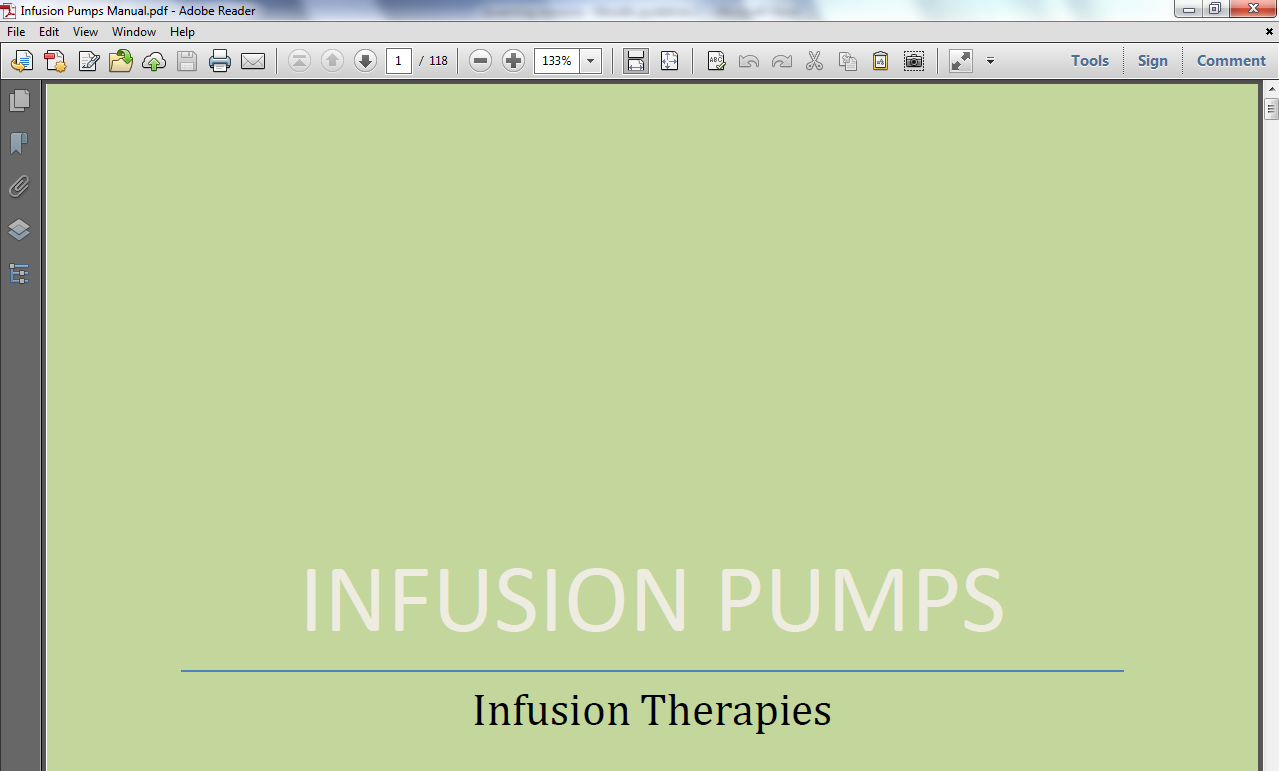 Infusion Pumps Manual.pdf - Adobe Reader
File Edit View Window Help
1 / 118 133% Tools Sign Comment
INFUSION PUMPS
Infusion Therapies